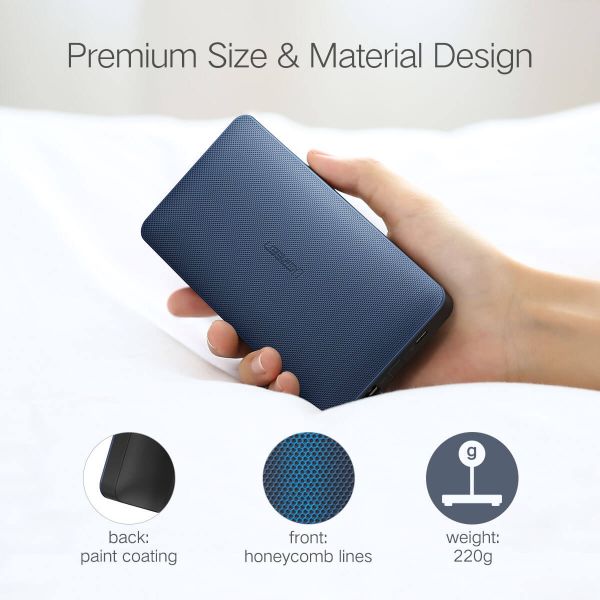 Premium Size & Material Design
g
back:
paint coating
front:
honeycomb lines
weight:
220g